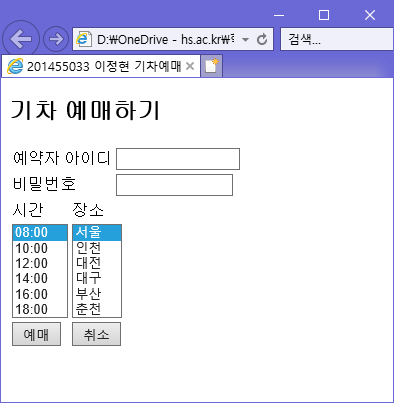 D:\OneDrive - hs.ac.kr\
검색...
201455033 이정현 기차예매
기차 예매하기
예약자 아이디
비밀번호
시간 장소
08:00 서울
10:00 인천
12:00 대전
14:00 대구
16:00 부산
18:00 춘천
예매 취소